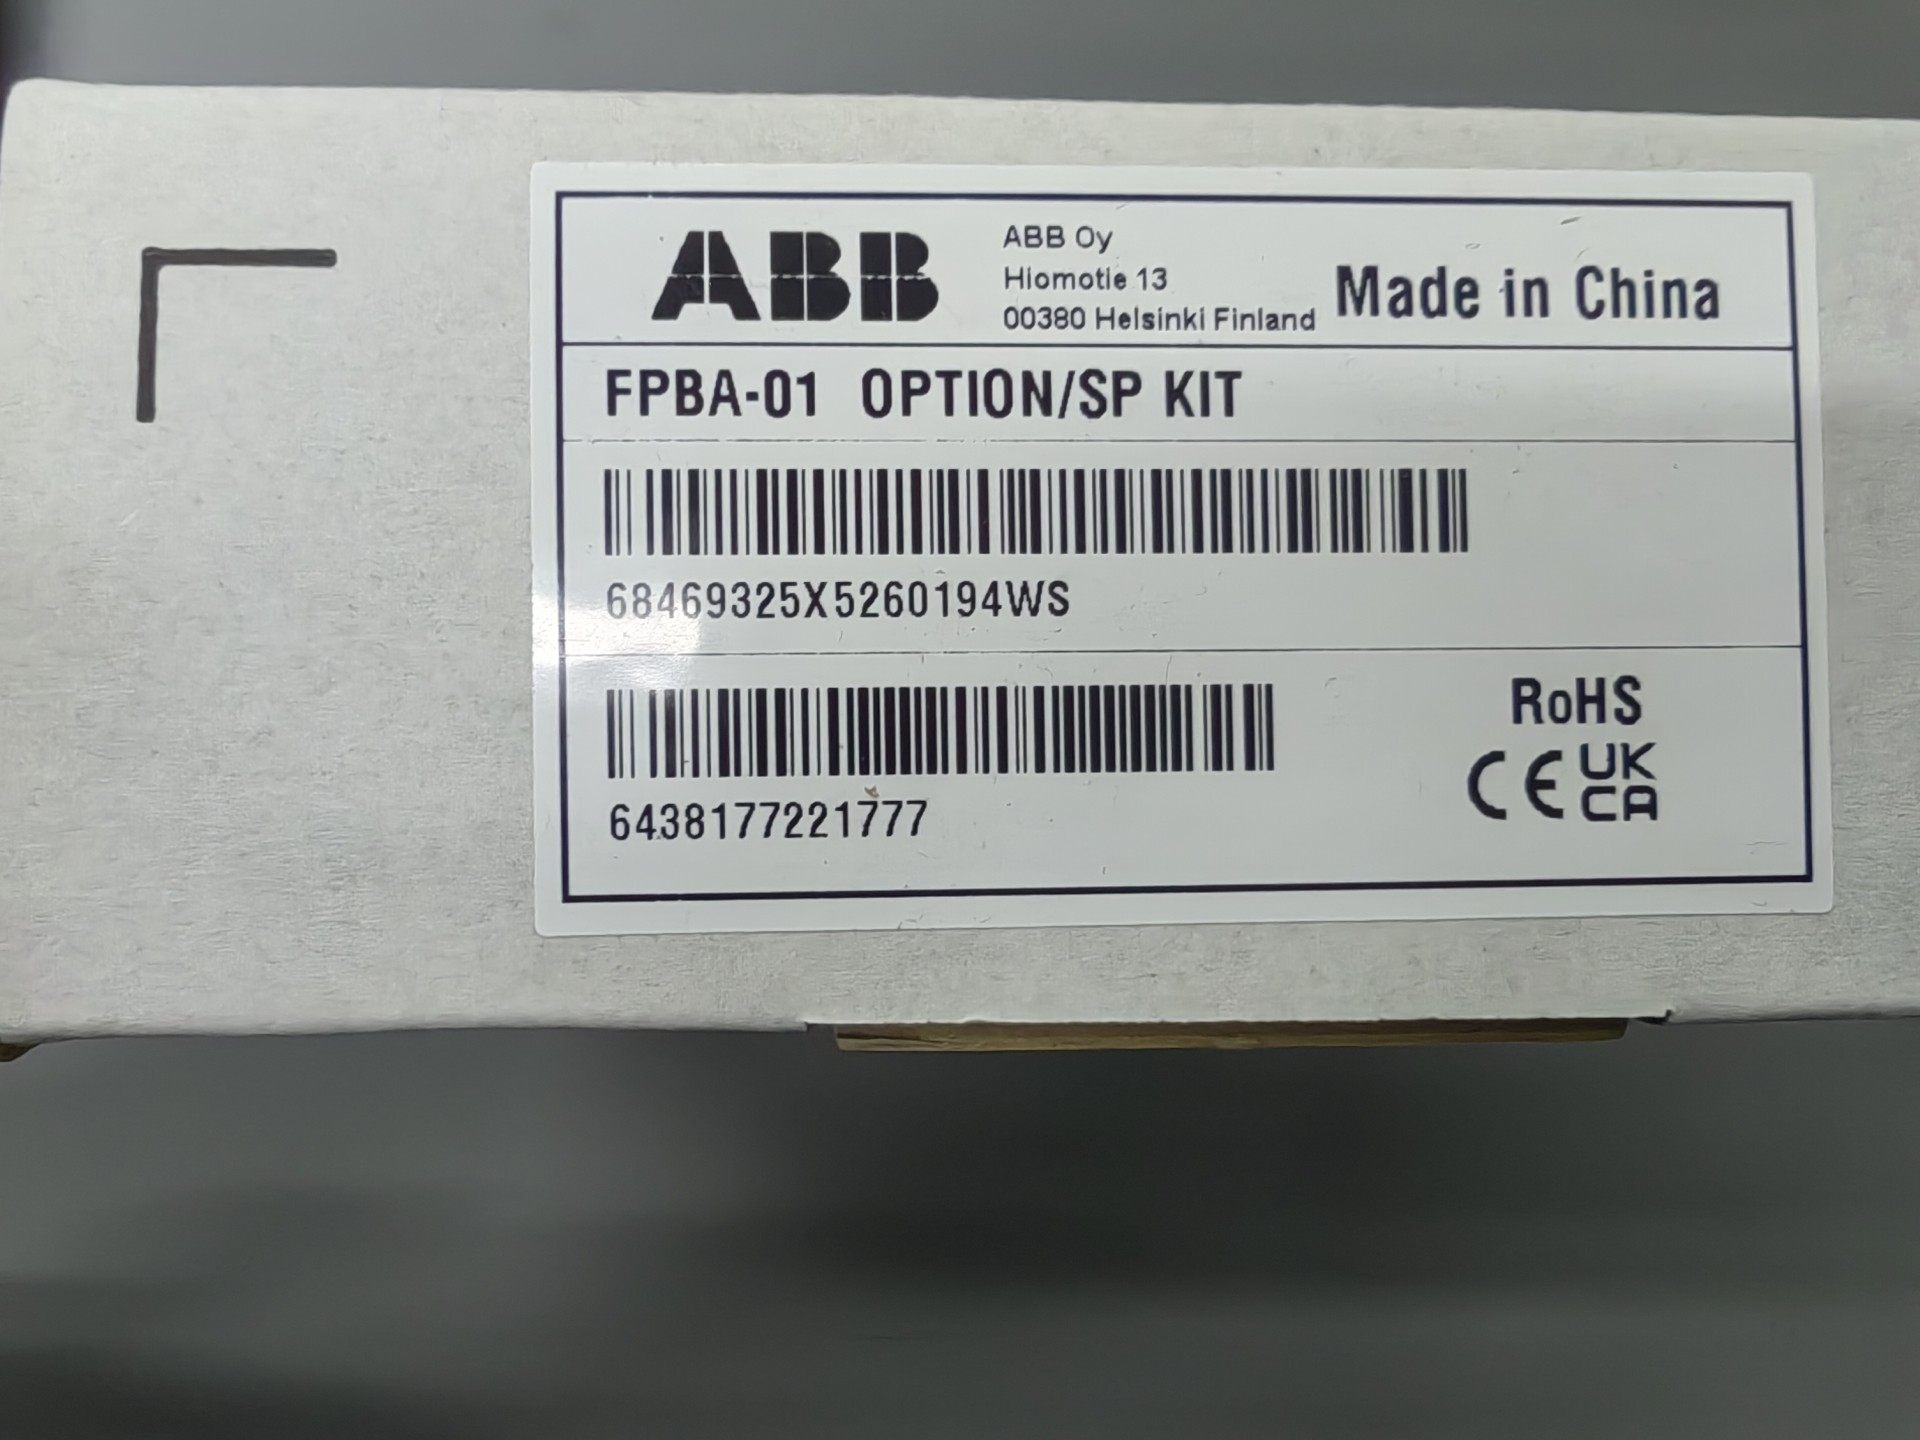 ABB
ABB Oy
Hiomotie 13
00380 Helsinki Finland
Made in China
FPBA-01 OPTION/SP KIT
68469325X5260194WS
6438177221777
RoHS
CE UK
CA